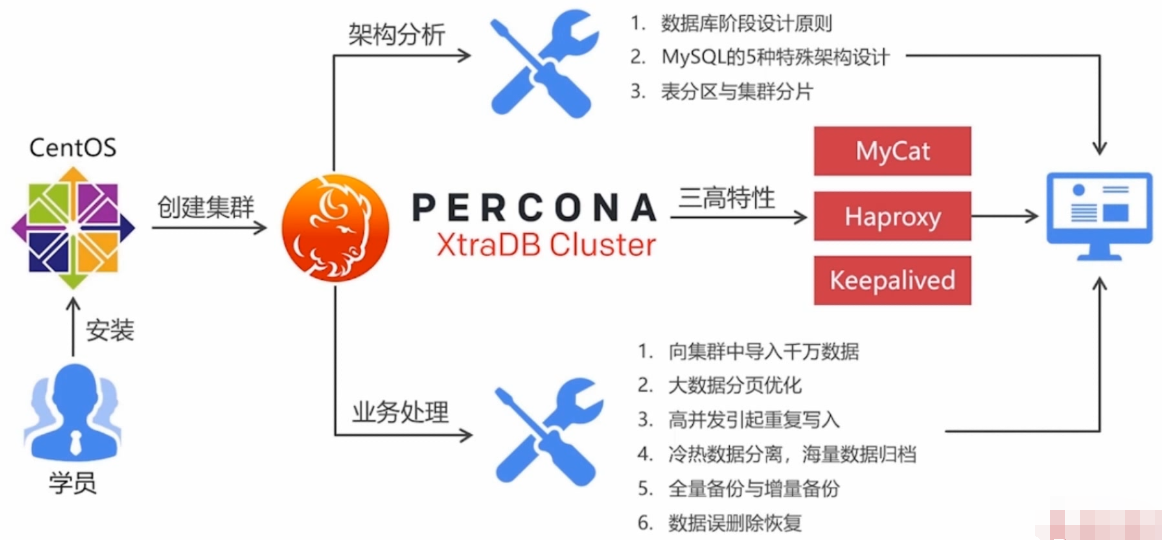 架构分析
1. 数据库阶段设计原则
2. MySQL的5种特殊架构设计
3. 表分区与集群分片
CentOS
创建集群
PERCONA
XtraDB Cluster
三高特性
MyCat
Haproxy
Keepalived
安装
学员
业务处理
1. 向集群中导入千万数据
2. 大数据分页优化
3. 高并发引起重复写入
4. 冷热数据分离，海量数据归档
5. 全量备份与增量备份
6. 数据误删除恢复